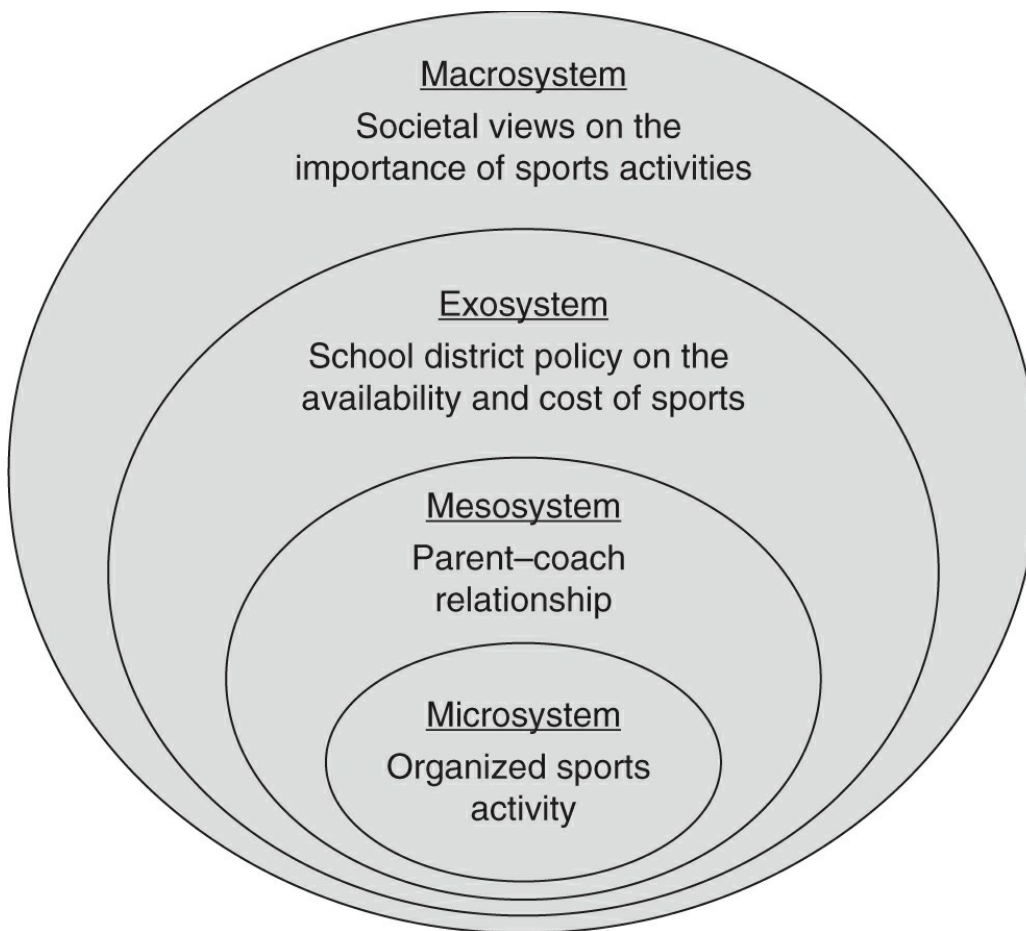 Macrosystem
Societal views on the
importance of sports activities
Exosystem
School district policy on the
availability and cost of sports
Mesosystem
Parent–coach
relationship
Microsystem
Organized sports
activity